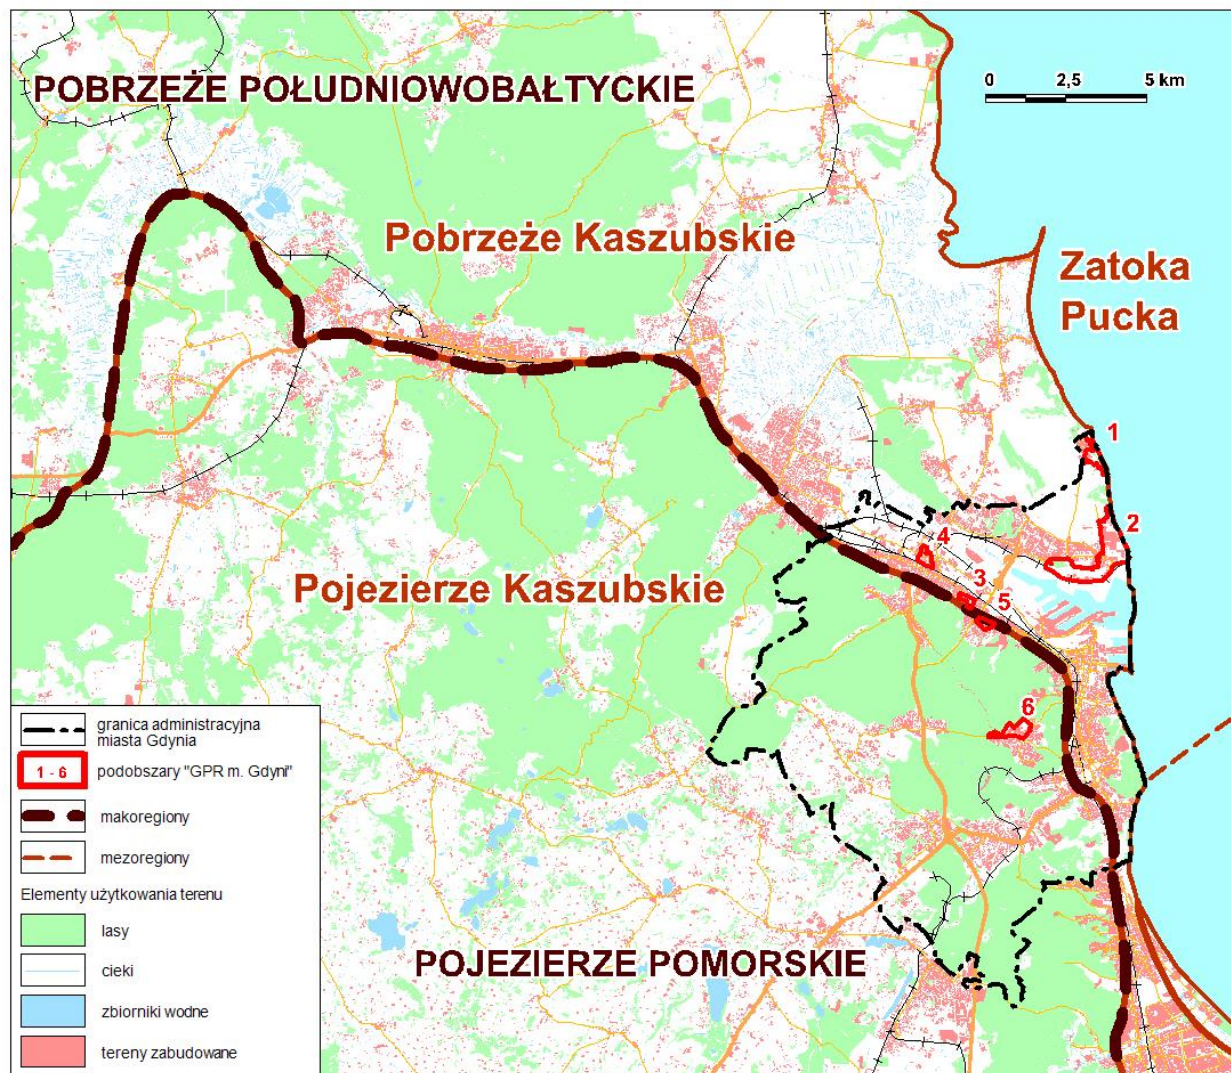 POBRZEŻE POŁUDNIOWOBAŁTYCKIE
0 2,5 5 km
Pobrzeże Kaszubskie
Zatoka
Pucka
1
2
4
3
5
Pojezierze Kaszubskie
6
POJEZIERZE POMORSKIE
granica administracyjna
miasta Gdynia
1 - 6 podobszary "GPR m. Gdyni"
makoregiony
mezoregiony
Elementy użytkowania terenu
lasy
cieki
zbiorniki wodne
tereny zabudowane